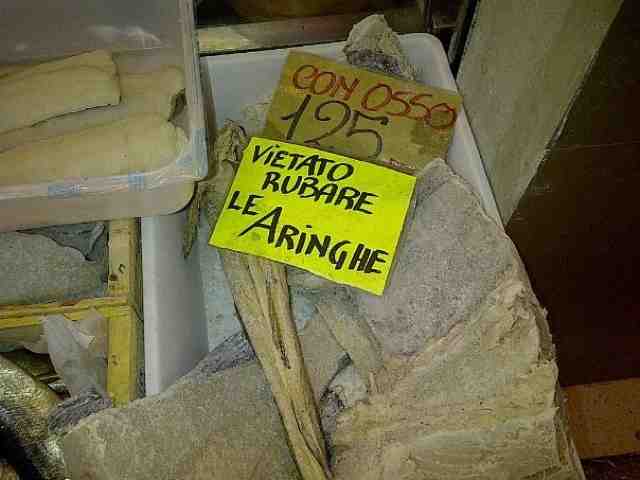 CON OSSO
125
VIETATO
RUBARE
LE ARINGHE